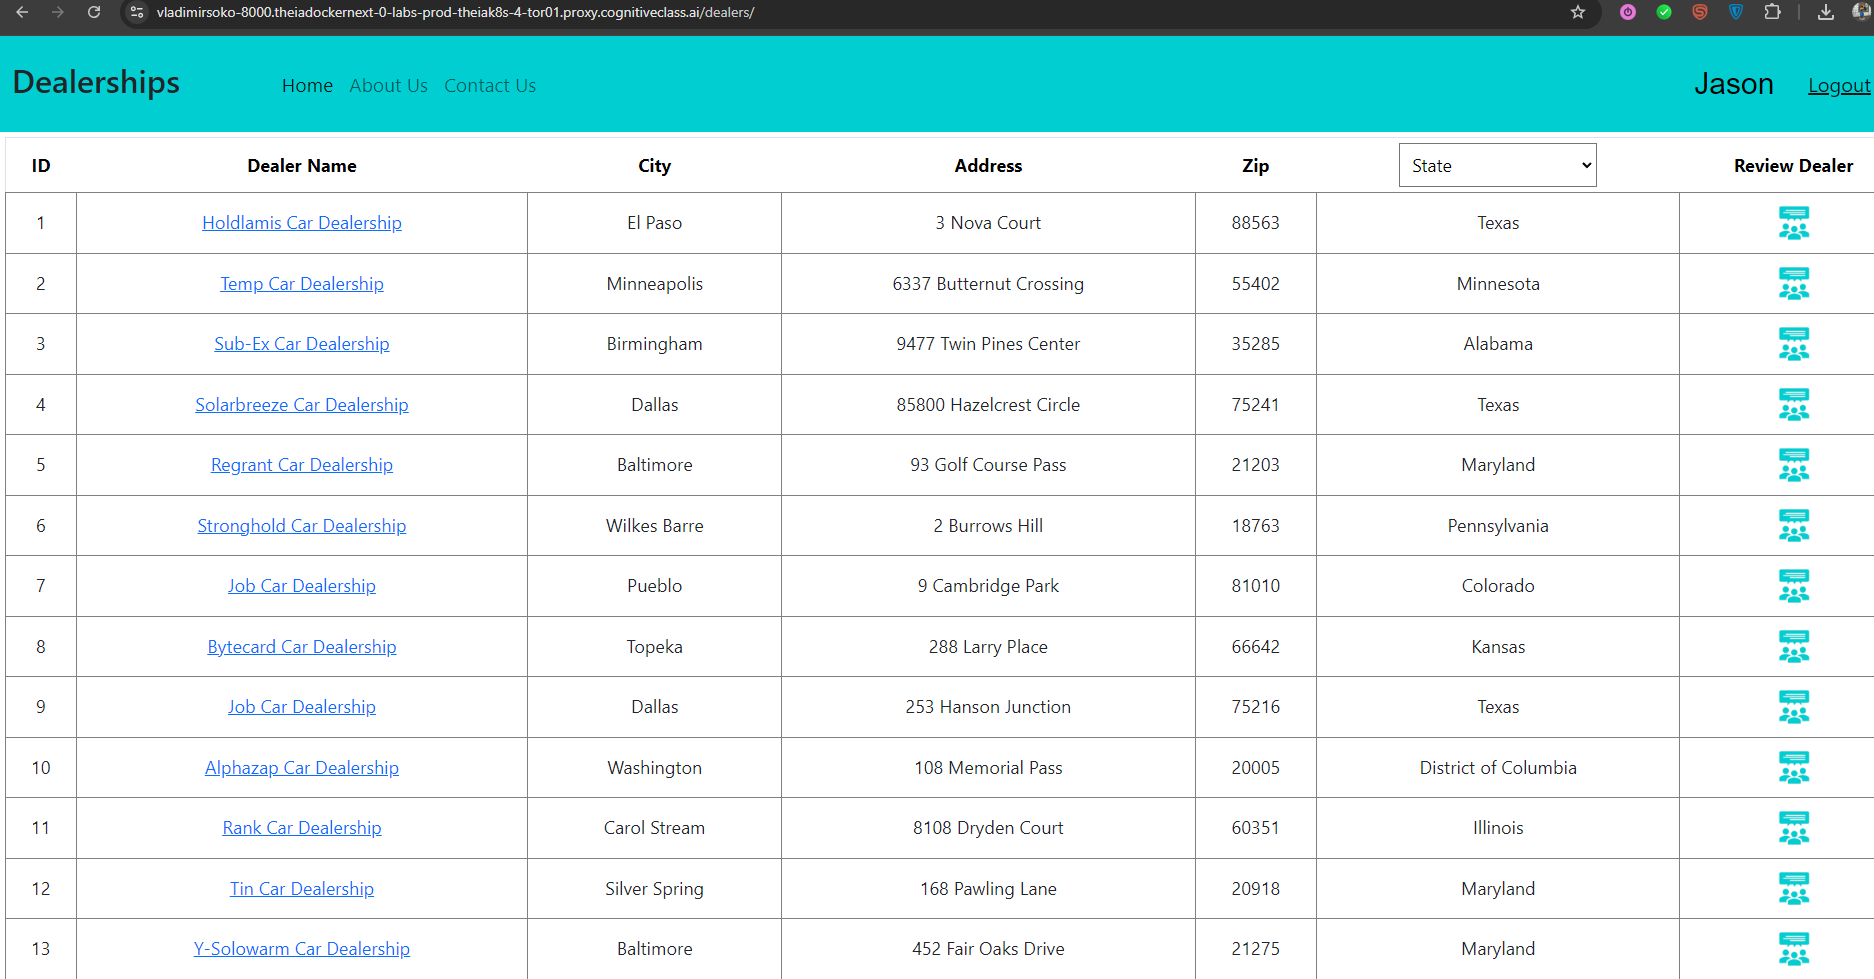 vladimirsoko-8000.theiadockernext-0-labs-prod-theiak8s-4-tor01.proxy.cognitiveclass.ai/dealers/
Dealerships Home About Us Contact Us Jason Logout
ID Dealer Name City Address Zip State Review Dealer
1 Holdlamis Car Dealership El Paso 3 Nova Court 88563 Texas
2 Temp Car Dealership Minneapolis 6337 Butternut Crossing 55402 Minnesota
3 Sub-Ex Car Dealership Birmingham 9477 Twin Pines Center 35285 Alabama
4 Solarbreeze Car Dealership Dallas 85800 Hazelcrest Circle 75241 Texas
5 Regrant Car Dealership Baltimore 93 Golf Course Pass 21203 Maryland
6 Stronghold Car Dealership Wilkes Barre 2 Burrows Hill 18763 Pennsylvania
7 Job Car Dealership Pueblo 9 Cambridge Park 81010 Colorado
8 Bytecard Car Dealership Topeka 288 Larry Place 66642 Kansas
9 Job Car Dealership Dallas 253 Hanson Junction 75216 Texas
10 Alphazap Car Dealership Washington 108 Memorial Pass 20005 District of Columbia
11 Rank Car Dealership Carol Stream 8108 Dryden Court 60351 Illinois
12 Tin Car Dealership Silver Spring 168 Pawling Lane 20918 Maryland
13 Y-Solowarm Car Dealership Baltimore 452 Fair Oaks Drive 21275 Maryland